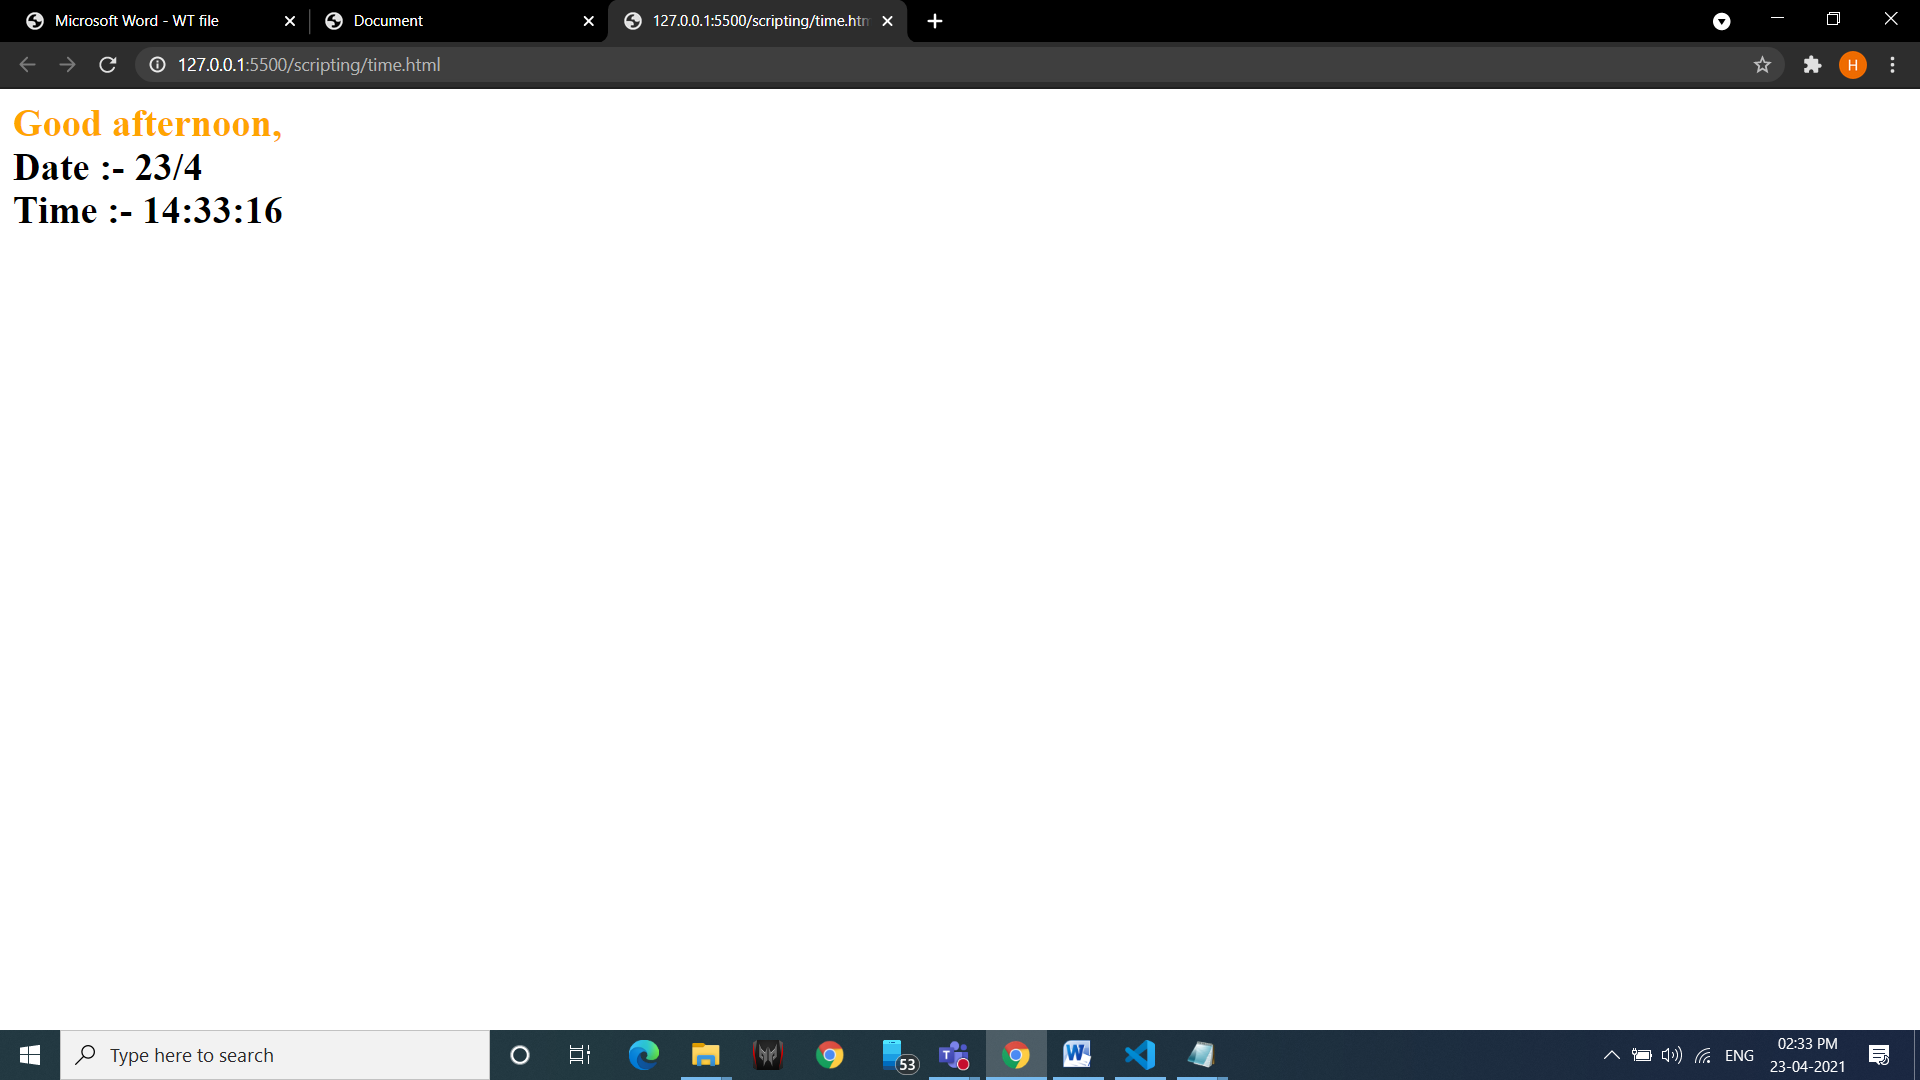 Microsoft Word - WT file
Document
127.0.0.1:5500/scripting/time.htm
127.0.0.1:5500/scripting/time.html
H
Good afternoon,
Date :- 23/4
Time :- 14:33:16
Type here to search
53
T
W
ENG
02:33 PM
23-04-2021